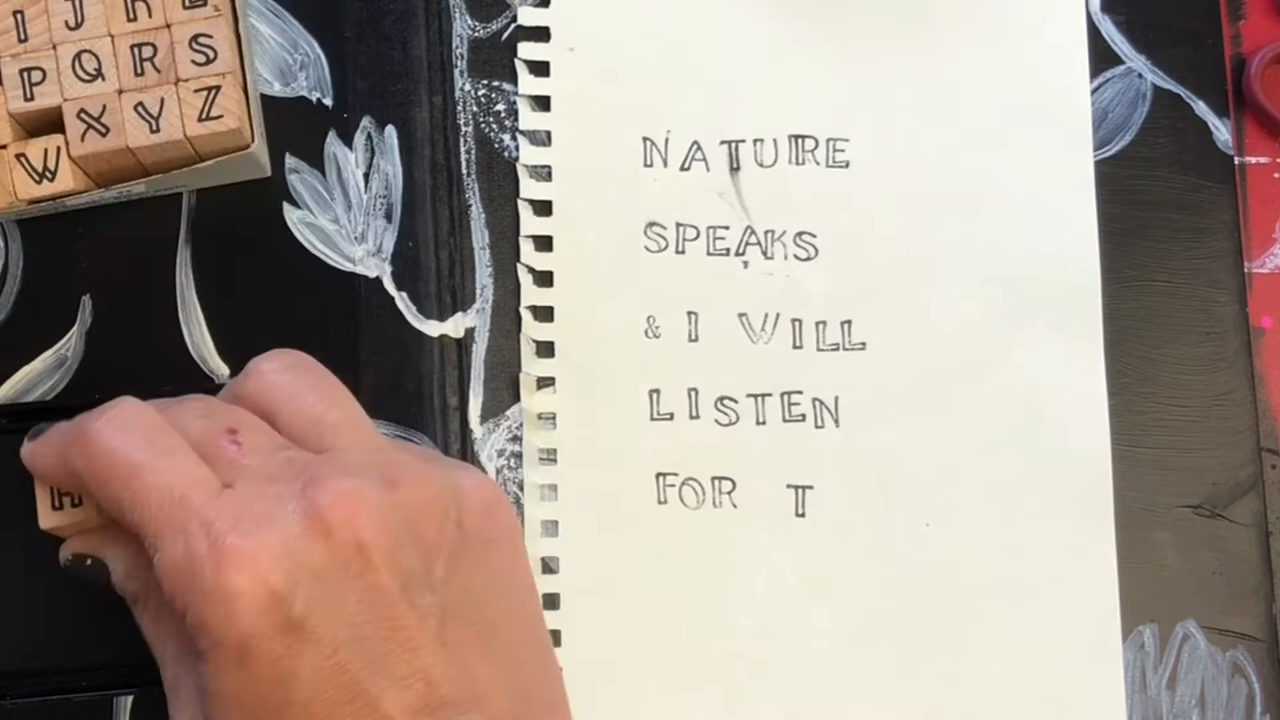 I J K L
P Q R S
X Y Z
W
H
NATURE
SPEAKS
& I WILL
LISTEN
FOR T